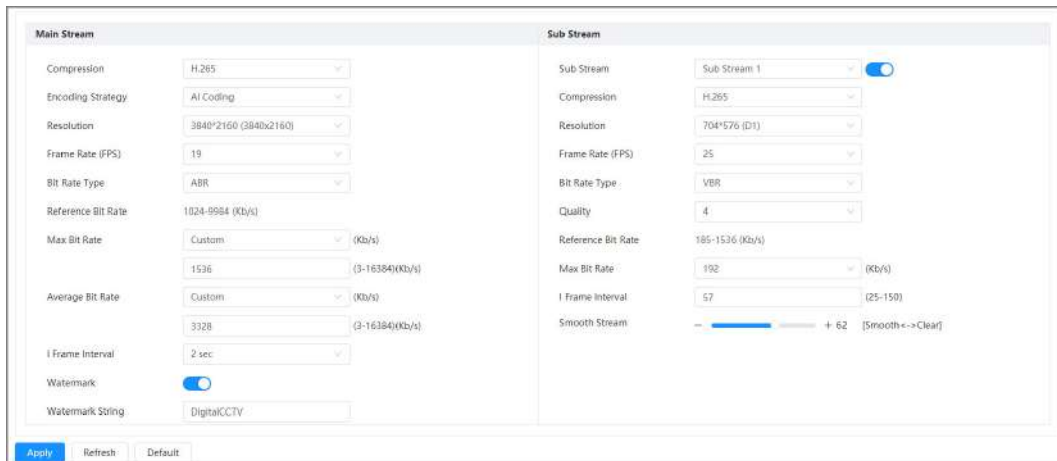 Main Stream
Compression H.265
Encoding Strategy AI Coding
Resolution 3840*2160 (3840x2160)
Frame Rate (FPS) 19
Bit Rate Type ABR
Reference Bit Rate 1024-9984 (Kb/s)
Max Bit Rate Custom (Kb/s)
1536 (3-16384)(Kb/s)
Average Bit Rate Custom (Kb/s)
3328 (3-16384)(Kb/s)
I Frame Interval 2 sec
Watermark
Watermark String DigitalCCTV
Sub Stream
Sub Stream Sub Stream 1
Compression H.265
Resolution 704*576 (D1)
Frame Rate (FPS) 25
Bit Rate Type VBR
Quality 4
Reference Bit Rate 185-1536 (Kb/s)
Max Bit Rate 192 (Kb/s)
I Frame Interval 57 (25-150)
Smooth Stream − + 62 [Smooth<->Clear]
Apply Refresh Default